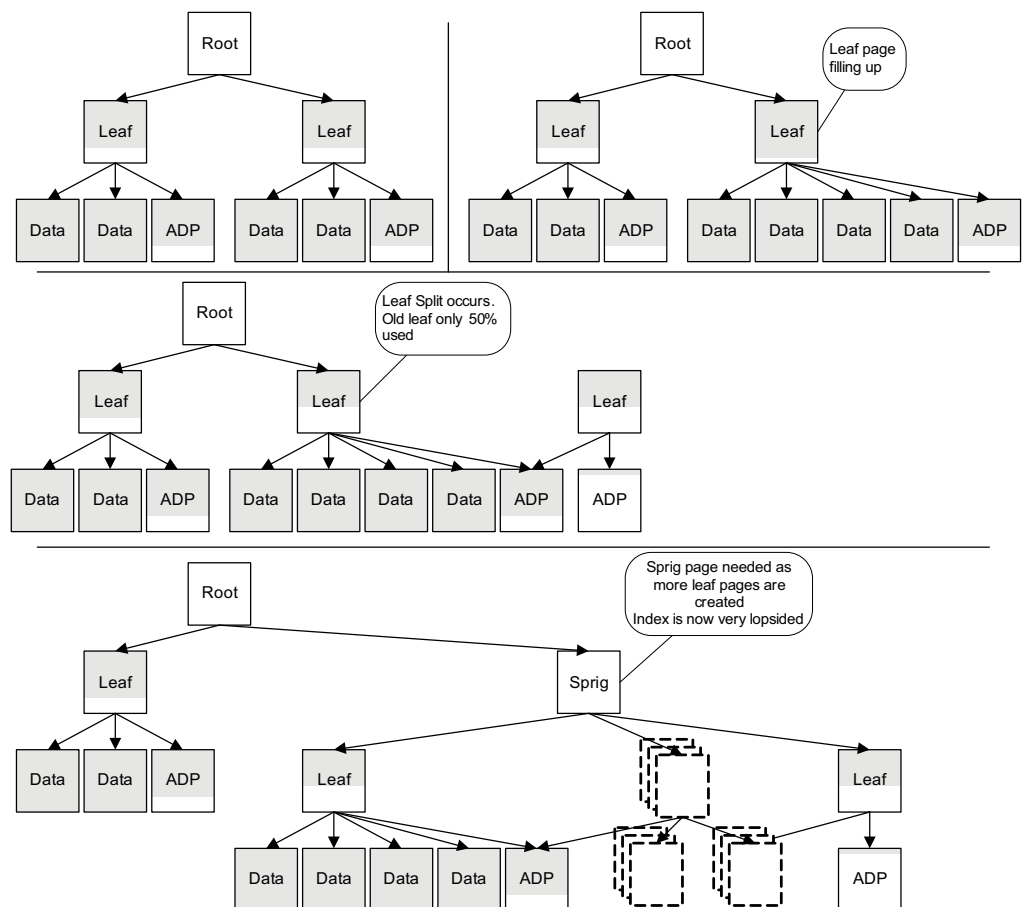 Root
Leaf
Leaf
Data
Data
ADP
Data
Data
ADP
Root
Leaf page
filling up
Leaf
Leaf
Data
Data
ADP
Data
Data
Data
Data
ADP
Root
Leaf Split occurs.
Old leaf only 50%
used
Leaf
Leaf
Leaf
Data
Data
ADP
Data
Data
Data
Data
ADP
ADP
Root
Sprig page needed as
more leaf pages are
created
Index is now very lopsided
Leaf
Sprig
Data
Data
ADP
Leaf
Leaf
Data
Data
Data
Data
ADP
ADP